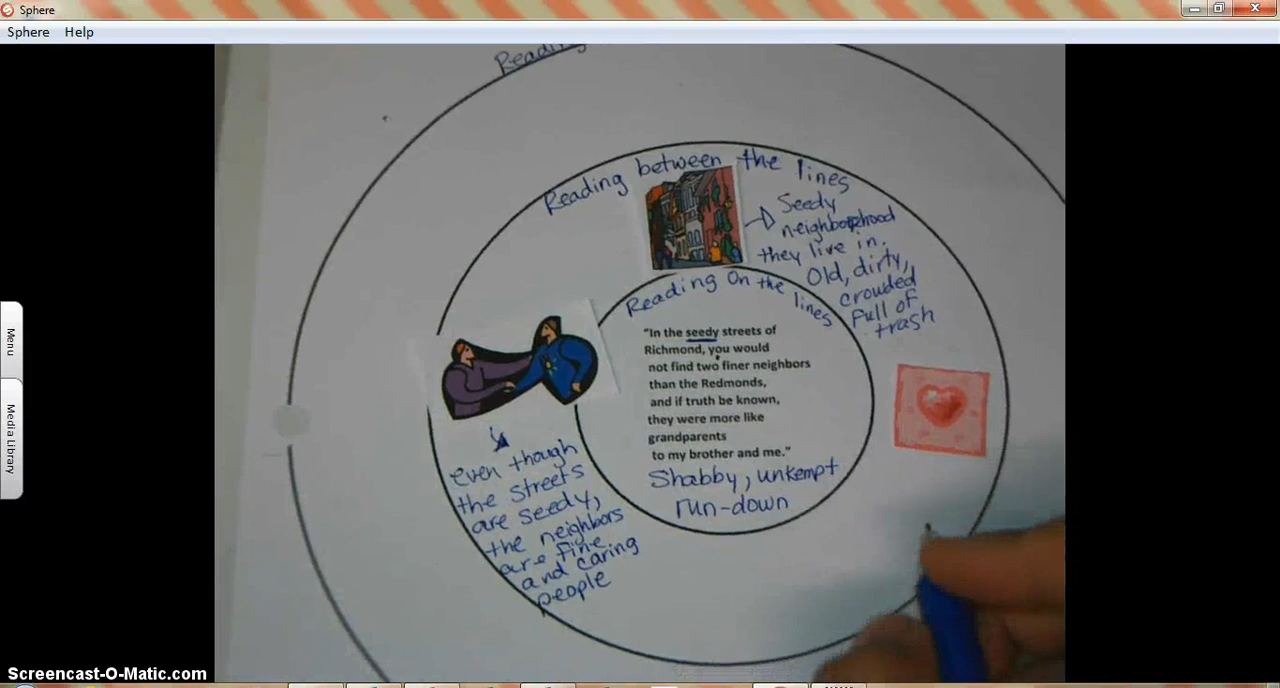 Sphere
Sphere Help
Reading
Reading between the lines
Seedy
neighborhood
they live in.
Old, dirty,
crowded
full of
trash
Reading On the
lines
"In the seedy streets of
Richmond, you would
not find two finer neighbors
than the Redmonds,
and if truth be known,
they were more like
grandparents
to my brother and me."
Shabby, unkempt
run-down
even though
the streets
are seedy,
the neighbors
are fine
and caring
people
Menu
Media Library
Screencast-O-Matic.com